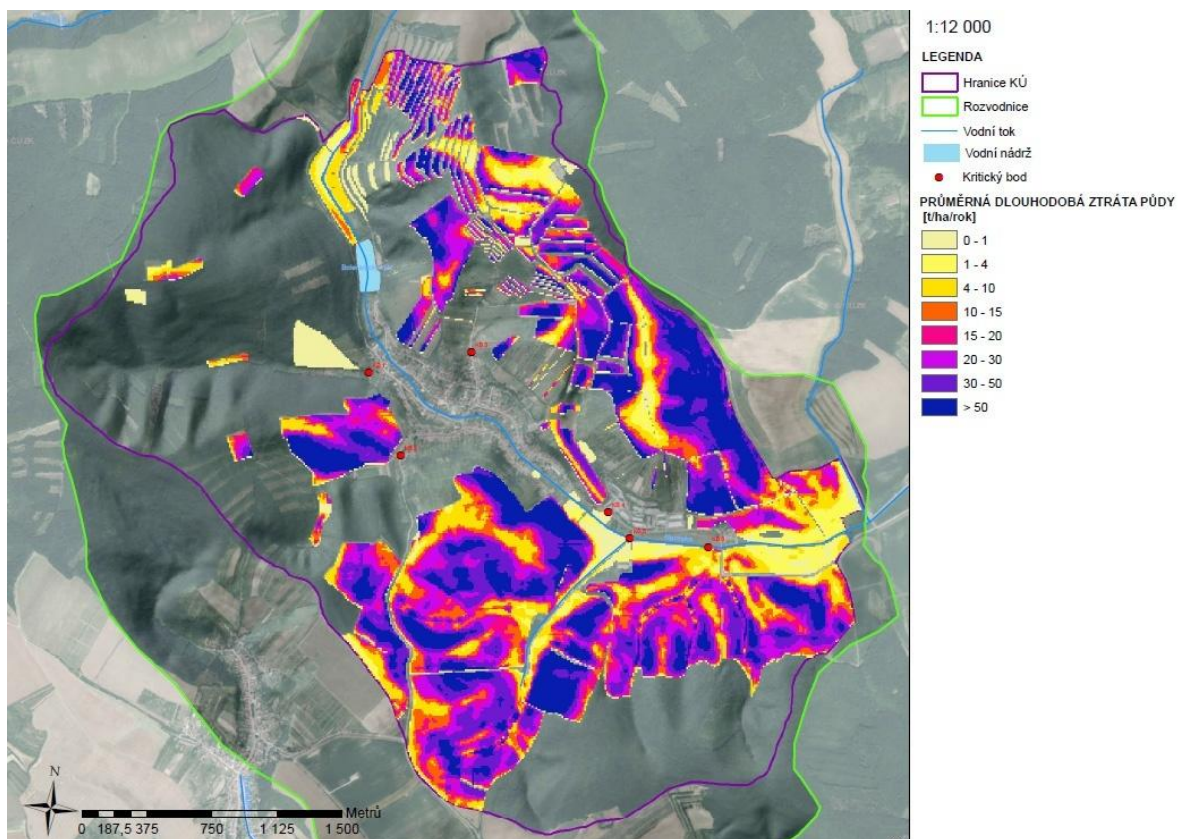 1:12 000
LEGENDA
Hranice KÚ
Rozvodnice
Vodní tok
Vodní nádrž
Kritický bod
PRŮMĚRNÁ DLOUHODOBÁ ZTRÁTA PŮDY
[t/ha/rok]
0 - 1
1 - 4
4 - 10
10 - 15
15 - 20
20 - 30
30 - 50
> 50
N
Metrů
0 187,5 375 750 1 125 1 500